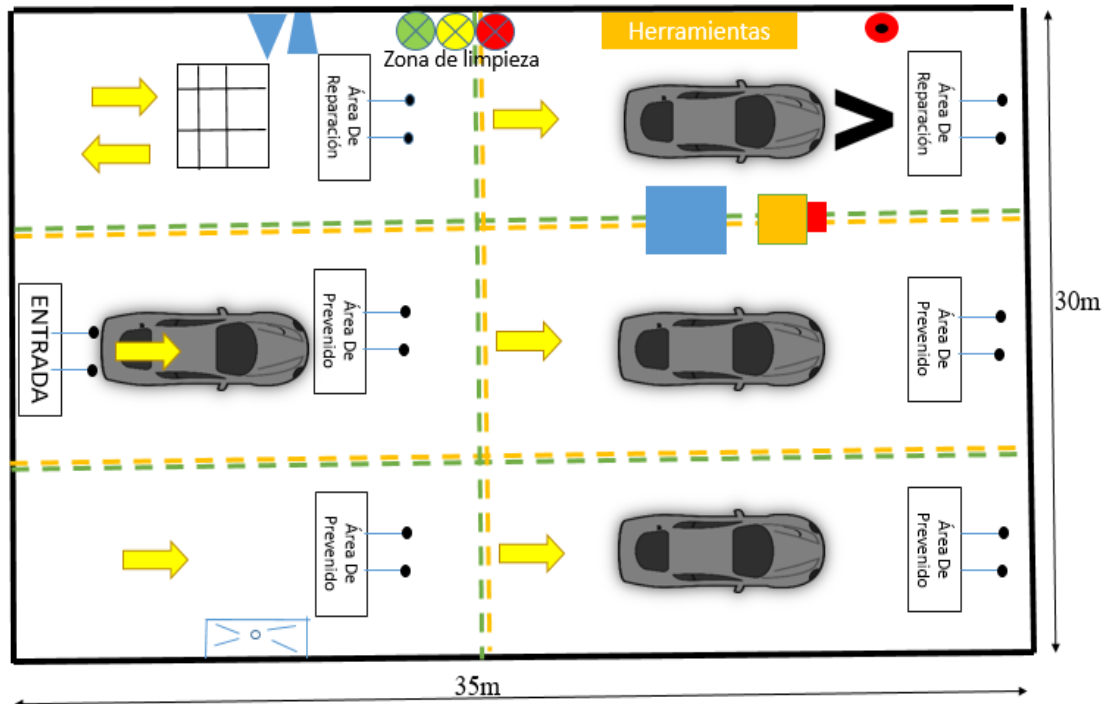 Herramientas
Zona de limpieza
Área De
Reparación
Área De
Reparación
ENTRADA
Área De
Prevenido
Área De
Prevenido
30m
Área De
Prevenido
Área De
Prevenido
35m